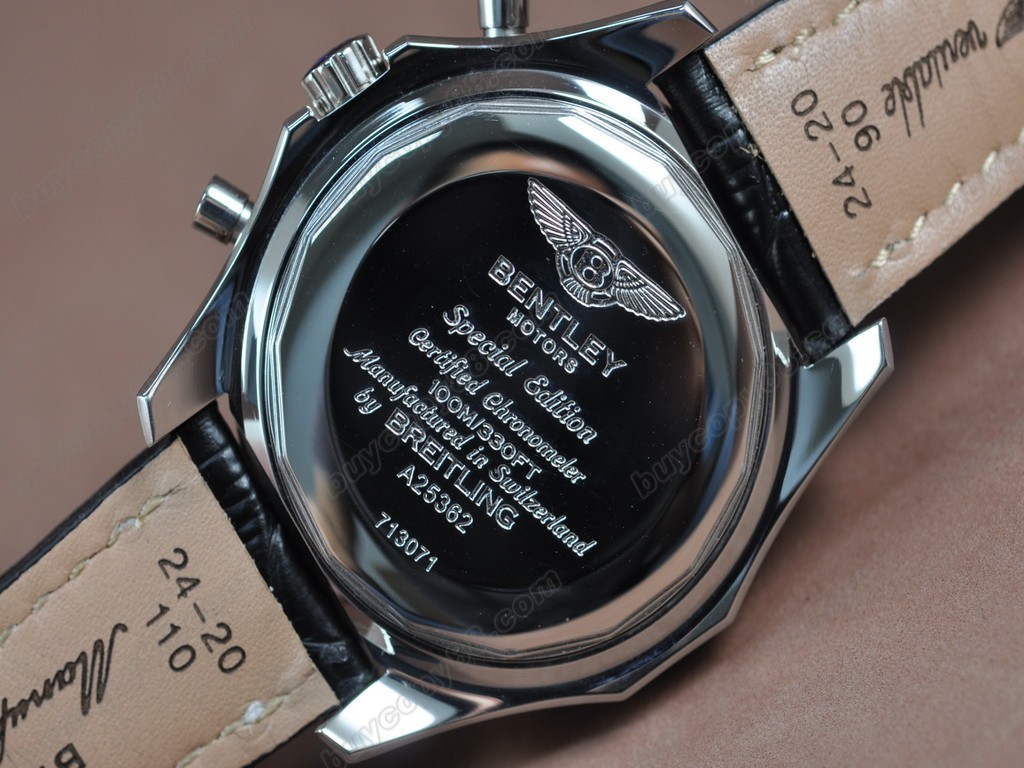 B
BENTLEY
MOTORS
Special Edition
Certified Chronometer
100M/330FT
Manufactured in Switzerland
by BREITLING
A25362
713071
veritable
24-20
90
24-20
110